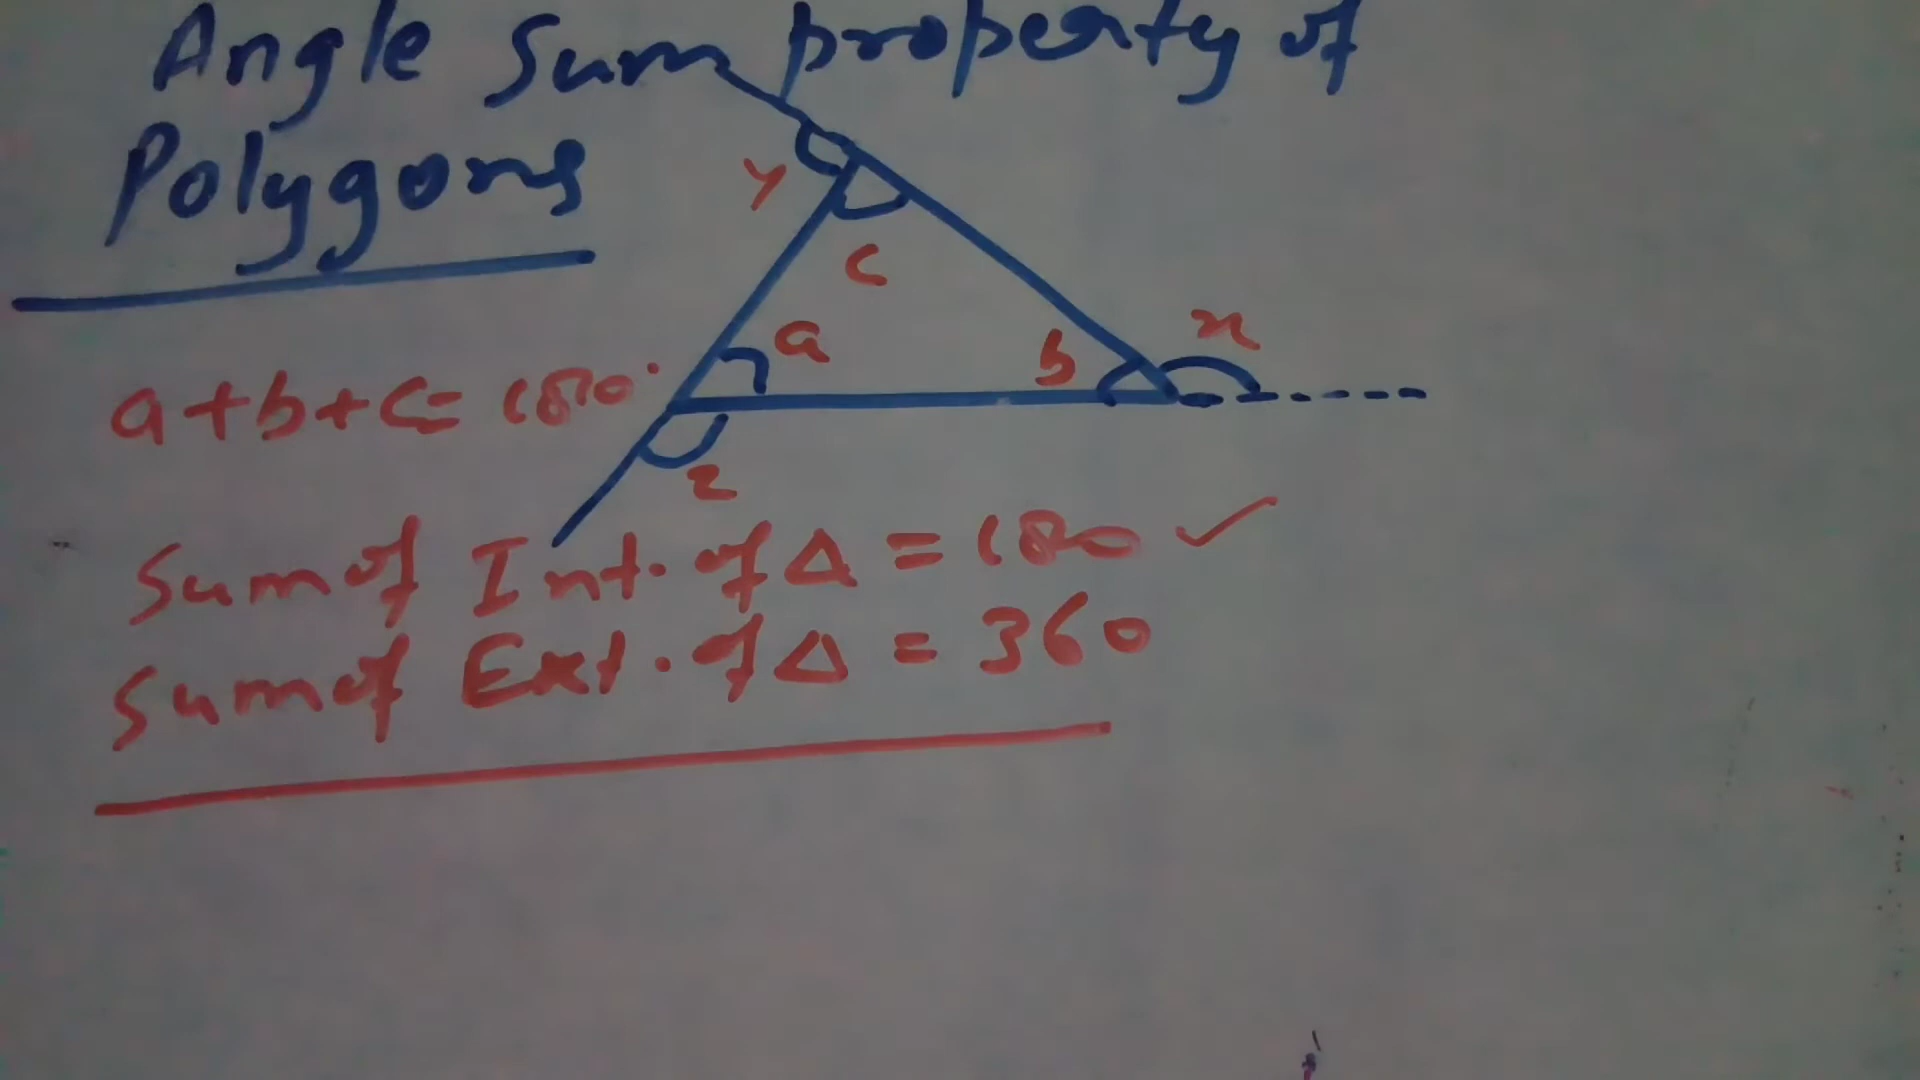 Angle Sum property of
Polygons
y
c
a
b
x
a+b+c= 180°
z
Sum of Int. of Δ = 180 ✓
Sum of Ext. of Δ = 360